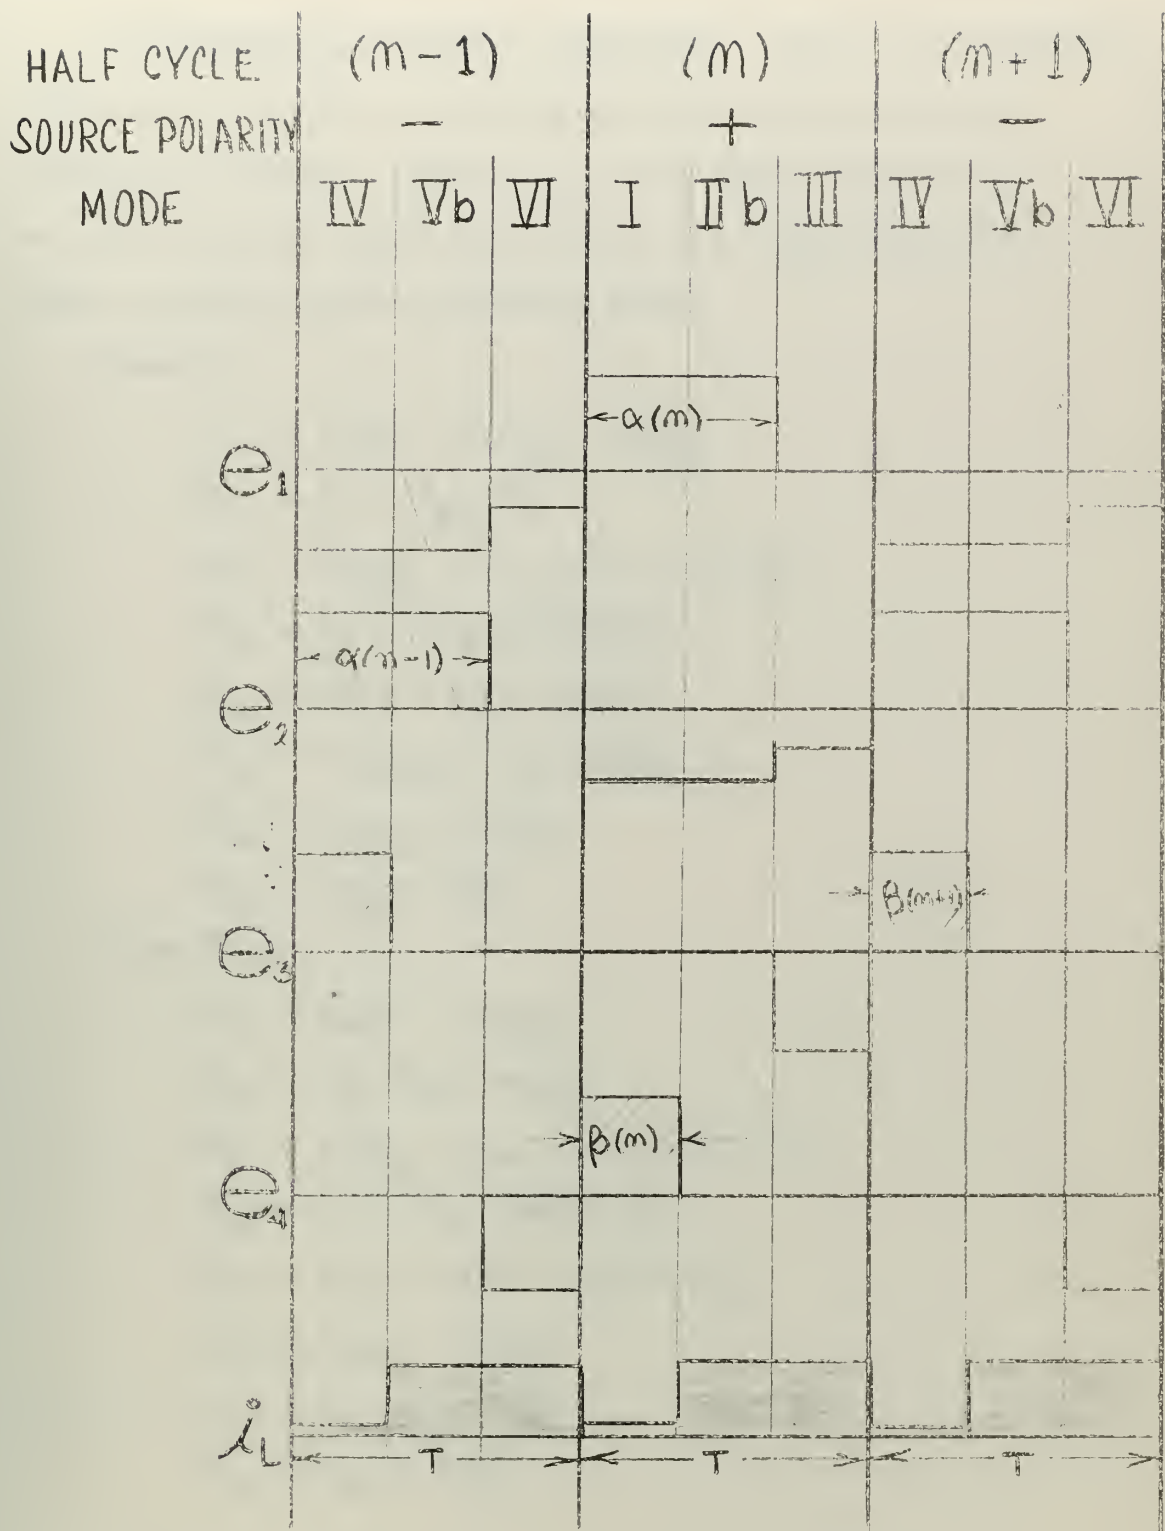 HALF CYCLE (n-1) (n) (n+1)
SOURCE POLARITY - + -
MODE IV Vb VI I IIb III IV Vb VI
α(n)
e1
α(n-1)
e2
β(n+1)
e3
β(n)
e4
iL
T T T